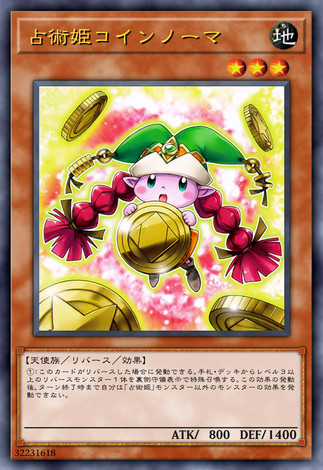 占術姫コインノーマ
地
【天使族／リバース／効果】
①：このカードがリバースした場合に発動できる。手札・デッキからレベル３以
上のリバースモンスター１体を裏側守備表示で特殊召喚する。この効果の発動
後、ターン終了時まで自分は「占術姫」モンスター以外のモンスターの効果を発
動できない。
ATK/ 800 DEF/1400
32231618